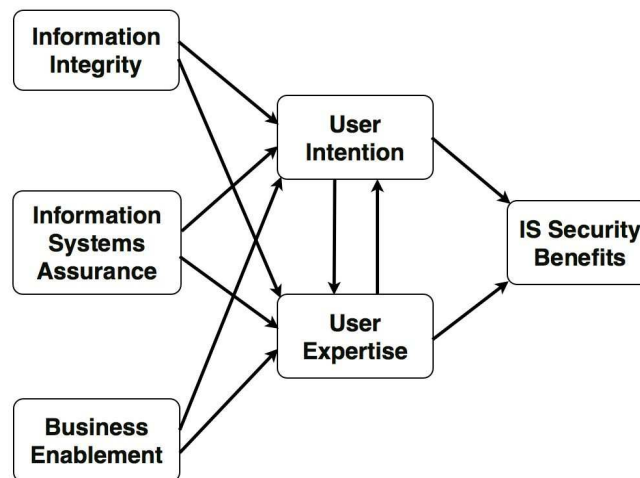 Information
Integrity
User
Intention
Information
Systems
Assurance
IS Security
Benefits
User
Expertise
Business
Enablement